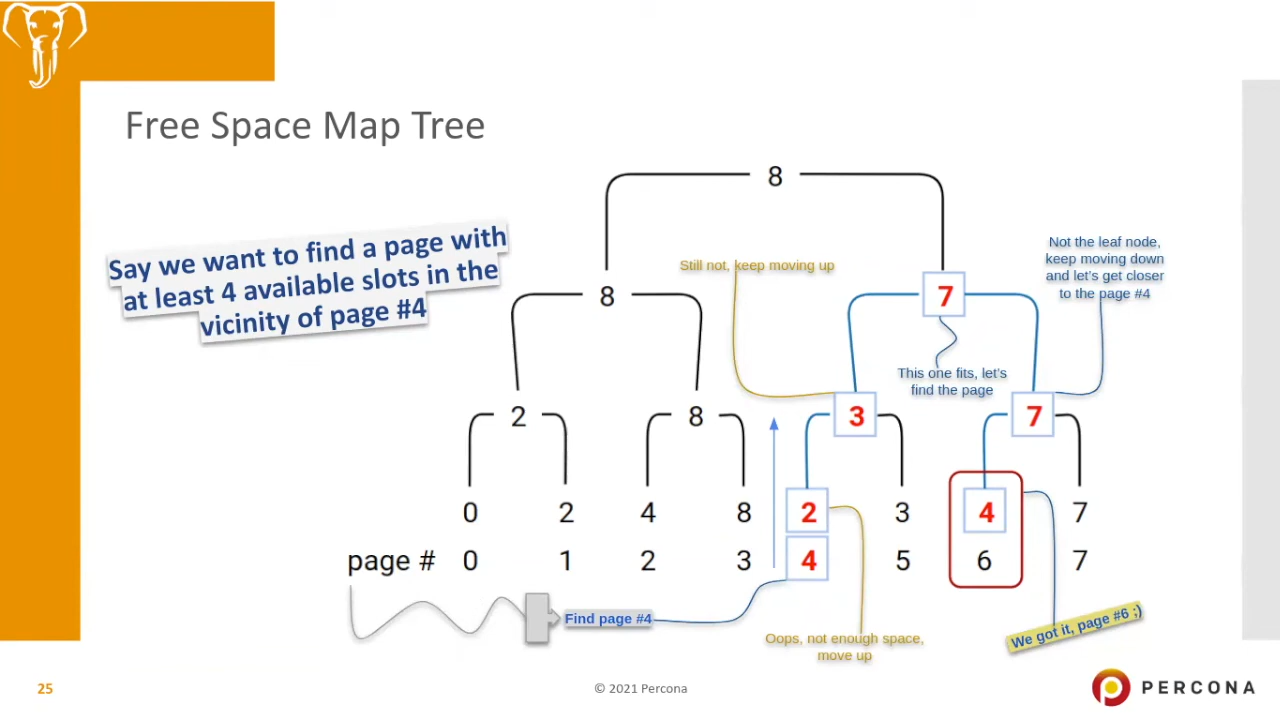 Free Space Map Tree
8
Say we want to find a page with
at least 4 available slots in the
vicinity of page #4
Still not, keep moving up
Not the leaf node,
keep moving down
and let's get closer
to the page #4
8
7
This one fits, let's
find the page
2
8
3
7
0 2 4 8 2 3 4 7
page # 0 1 2 3 4 5 6 7
Find page #4
Oops, not enough space,
move up
We got it, page #6 ;)
25
© 2021 Percona
PERCONA